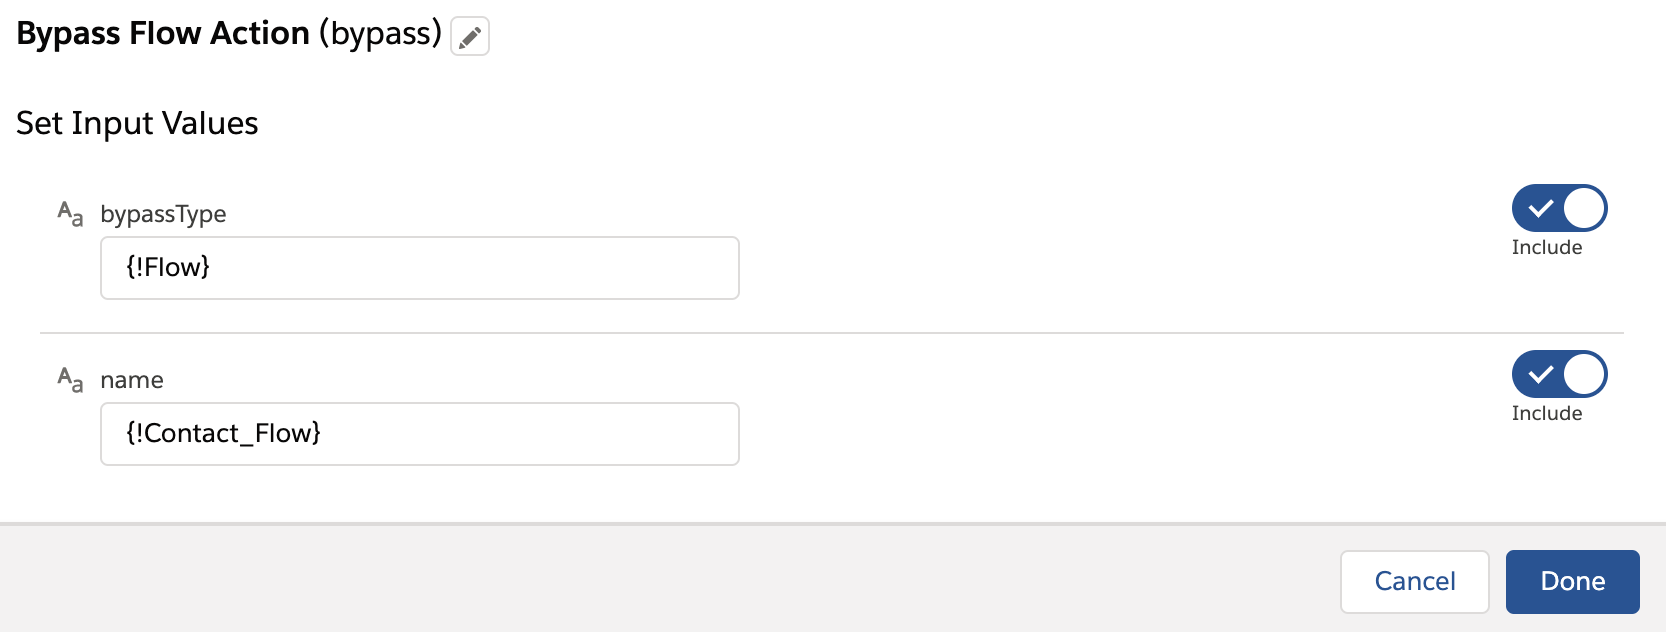 Bypass Flow Action (bypass)
Set Input Values
Aa bypassType
{!Flow}
Include
Aa name
{!Contact_Flow}
Include
Cancel Done